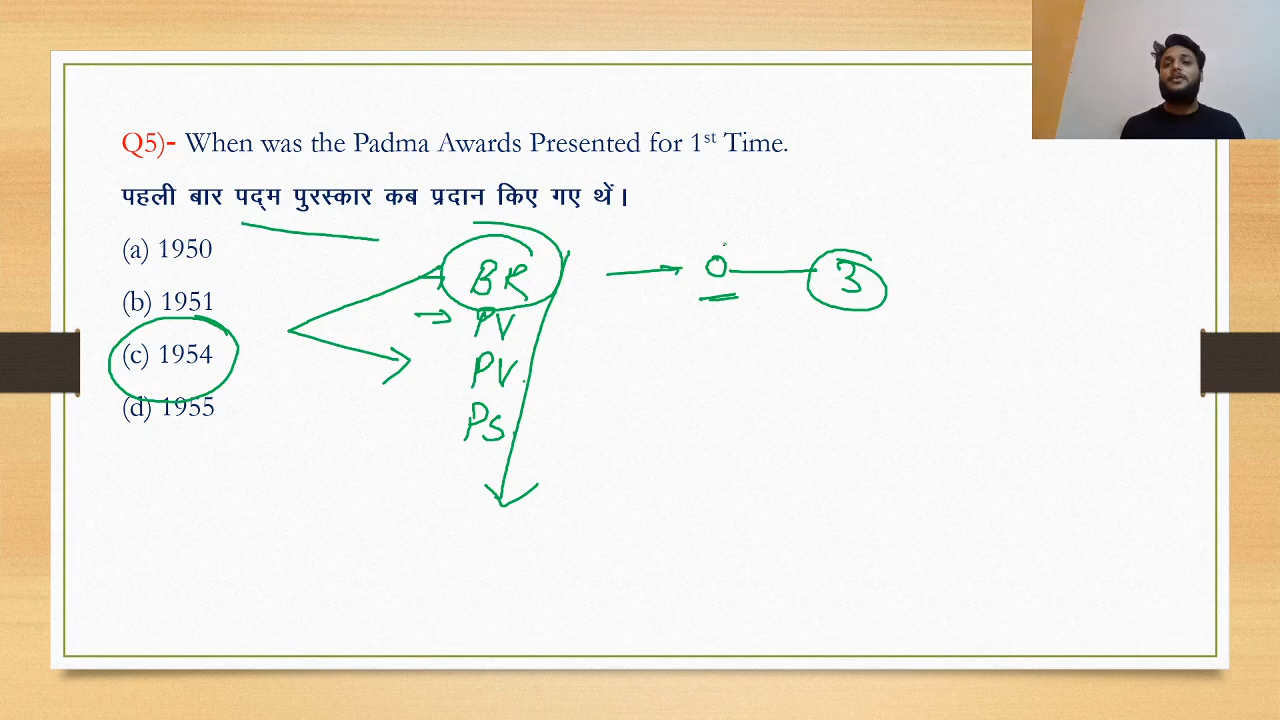 Q5)- When was the Padma Awards Presented for 1st Time.
पहली बार पद्म पुरस्कार कब प्रदान किए गए थें।
(a) 1950
(b) 1951
(c) 1954
(d) 1955
BR
PV
PV
PS
0
3